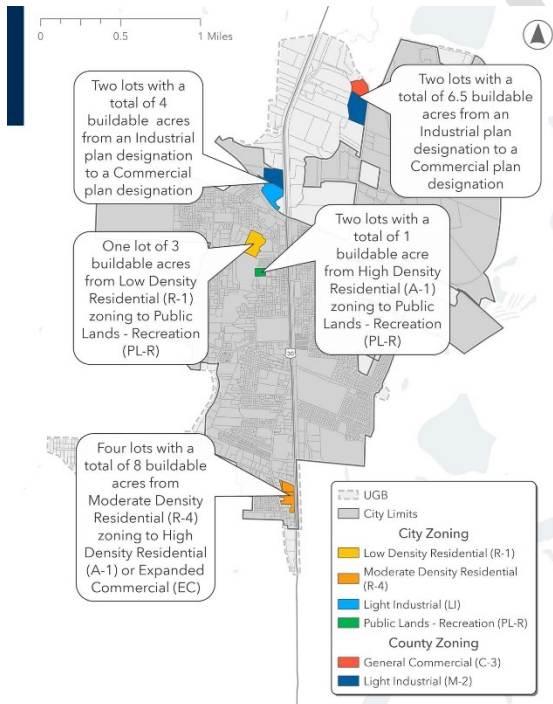 0 0.5 1 Miles
Two lots with a
total of 4
buildable acres
from an Industrial
plan designation
to a Commercial
plan designation
Two lots with a
total of 6.5 buildable
acres from an
Industrial plan
designation to a
Commercial plan
designation
One lot of 3
buildable acres
from Low Density
Residential (R-1)
zoning to Public
Lands - Recreation
(PL-R)
Two lots with a
total of 1
buildable acre
from High Density
Residential (A-1)
zoning to Public
Lands - Recreation
(PL-R)
30
Four lots with a
total of 8 buildable
acres from
Moderate Density
Residential (R-4)
zoning to High
Density Residential
(A-1) or Expanded
Commercial (EC)
UGB
City Limits
City Zoning
Low Density Residential (R-1)
Moderate Density Residential
(R-4)
Light Industrial (LI)
Public Lands - Recreation (PL-R)
County Zoning
General Commercial (C-3)
Light Industrial (M-2)